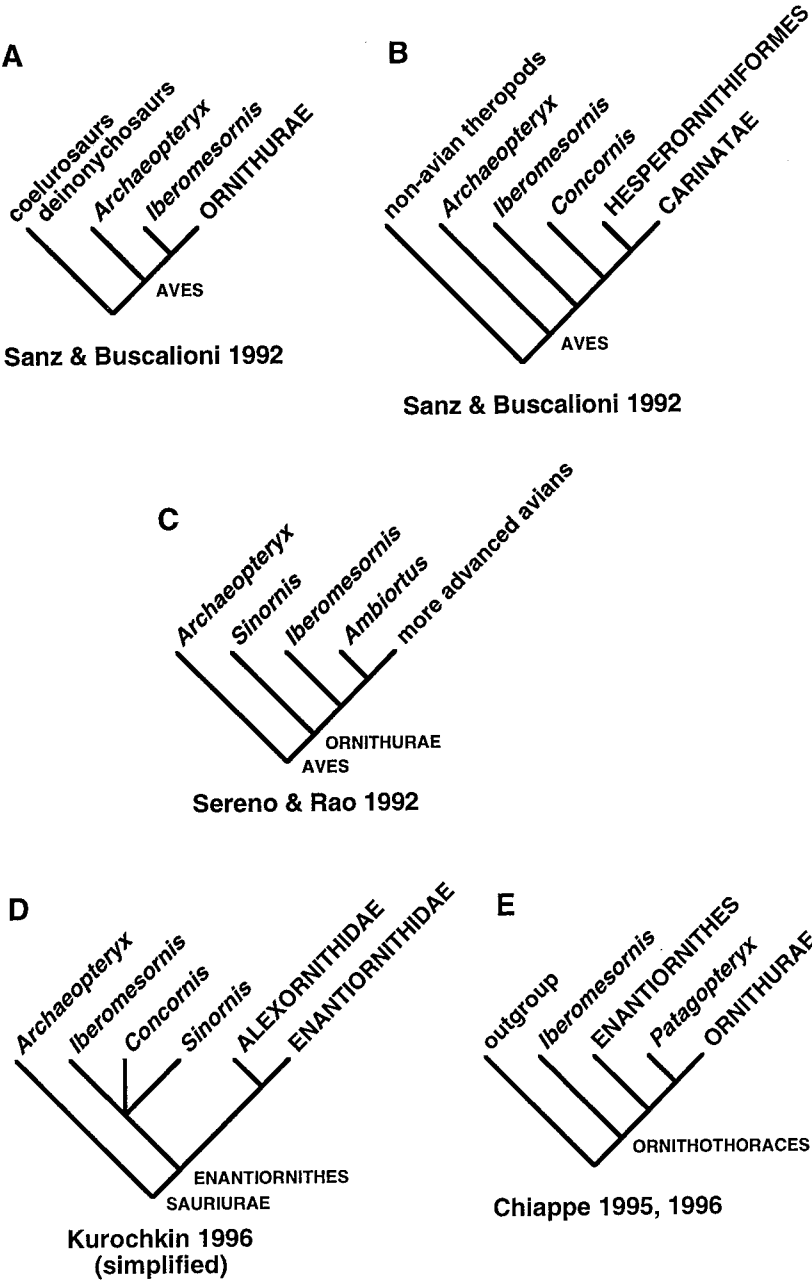 A
coelurosaurs
deinonychosaurs
Archaeopteryx
Iberomesornis
ORNITHURAE
AVES
Sanz & Buscalioni 1992
B
non-avian theropods
Archaeopteryx
Iberomesornis
Concornis
HESPERORNITHIFORMES
CARINATAE
AVES
Sanz & Buscalioni 1992
C
Archaeopteryx
Sinornis
Iberomesornis
Ambiortus
more advanced avians
ORNITHURAE
AVES
Sereno & Rao 1992
D
Archaeopteryx
Iberomesornis
Concornis
Sinornis
ALEXORNITHIDAE
ENANTIORNITHIDAE
ENANTIORNITHES
SAURIURAE
Kurochkin 1996
(simplified)
E
outgroup
Iberomesornis
ENANTIORNITHES
Patagopteryx
ORNITHURAE
ORNITHOTHORACES
Chiappe 1995, 1996